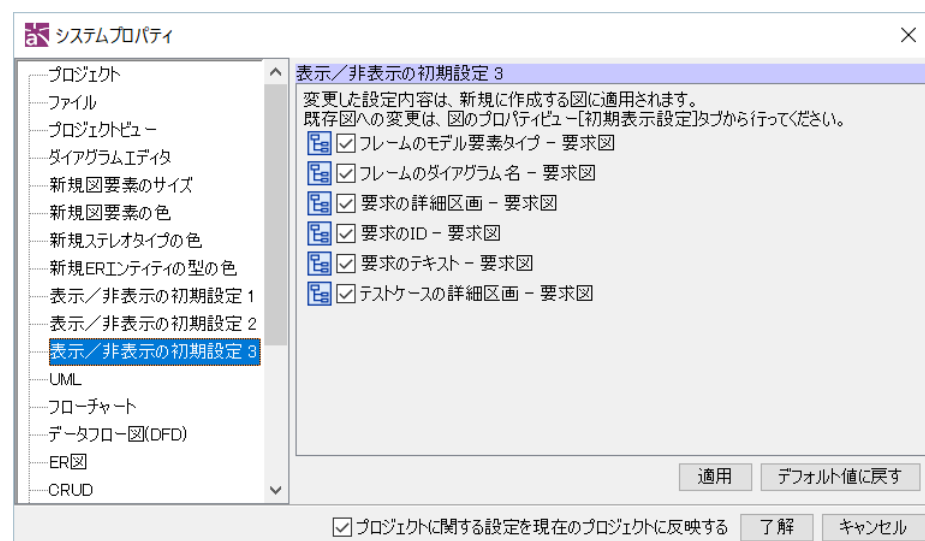 システムプロパティ
プロジェクト
ファイル
プロジェクトビュー
ダイアグラムエディタ
新規図要素のサイズ
新規図要素の色
新規ステレオタイプの色
新規ERエンティティの型の色
表示／非表示の初期設定 1
表示／非表示の初期設定 2
表示／非表示の初期設定 3
UML
フローチャート
データフロー図(DFD)
ER図
CRUD
表示／非表示の初期設定 3
変更した設定内容は、新規に作成する図に適用されます。
既存図への変更は、図のプロパティビュー[初期表示設定]タブから行ってください。
フレームのモデル要素タイプ - 要求図
フレームのダイアグラム名 - 要求図
要求の詳細区画 - 要求図
要求のID - 要求図
要求のテキスト - 要求図
テストケースの詳細区画 - 要求図
適用
デフォルト値に戻す
プロジェクトに関する設定を現在のプロジェクトに反映する
了解
キャンセル